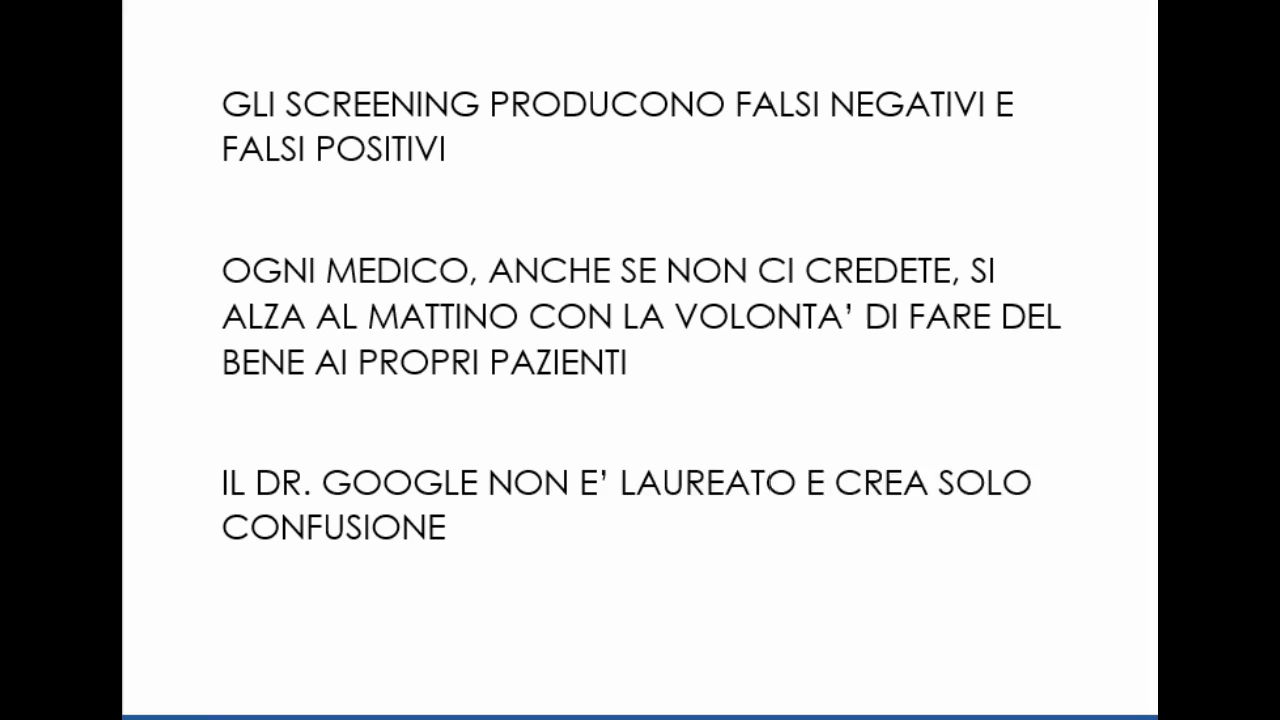 GLI SCREENING PRODUCONO FALSI NEGATIVI E
FALSI POSITIVI
OGNI MEDICO, ANCHE SE NON CI CREDETE, SI
ALZA AL MATTINO CON LA VOLONTA’ DI FARE DEL
BENE AI PROPRI PAZIENTI
IL DR. GOOGLE NON E’ LAUREATO E CREA SOLO
CONFUSIONE